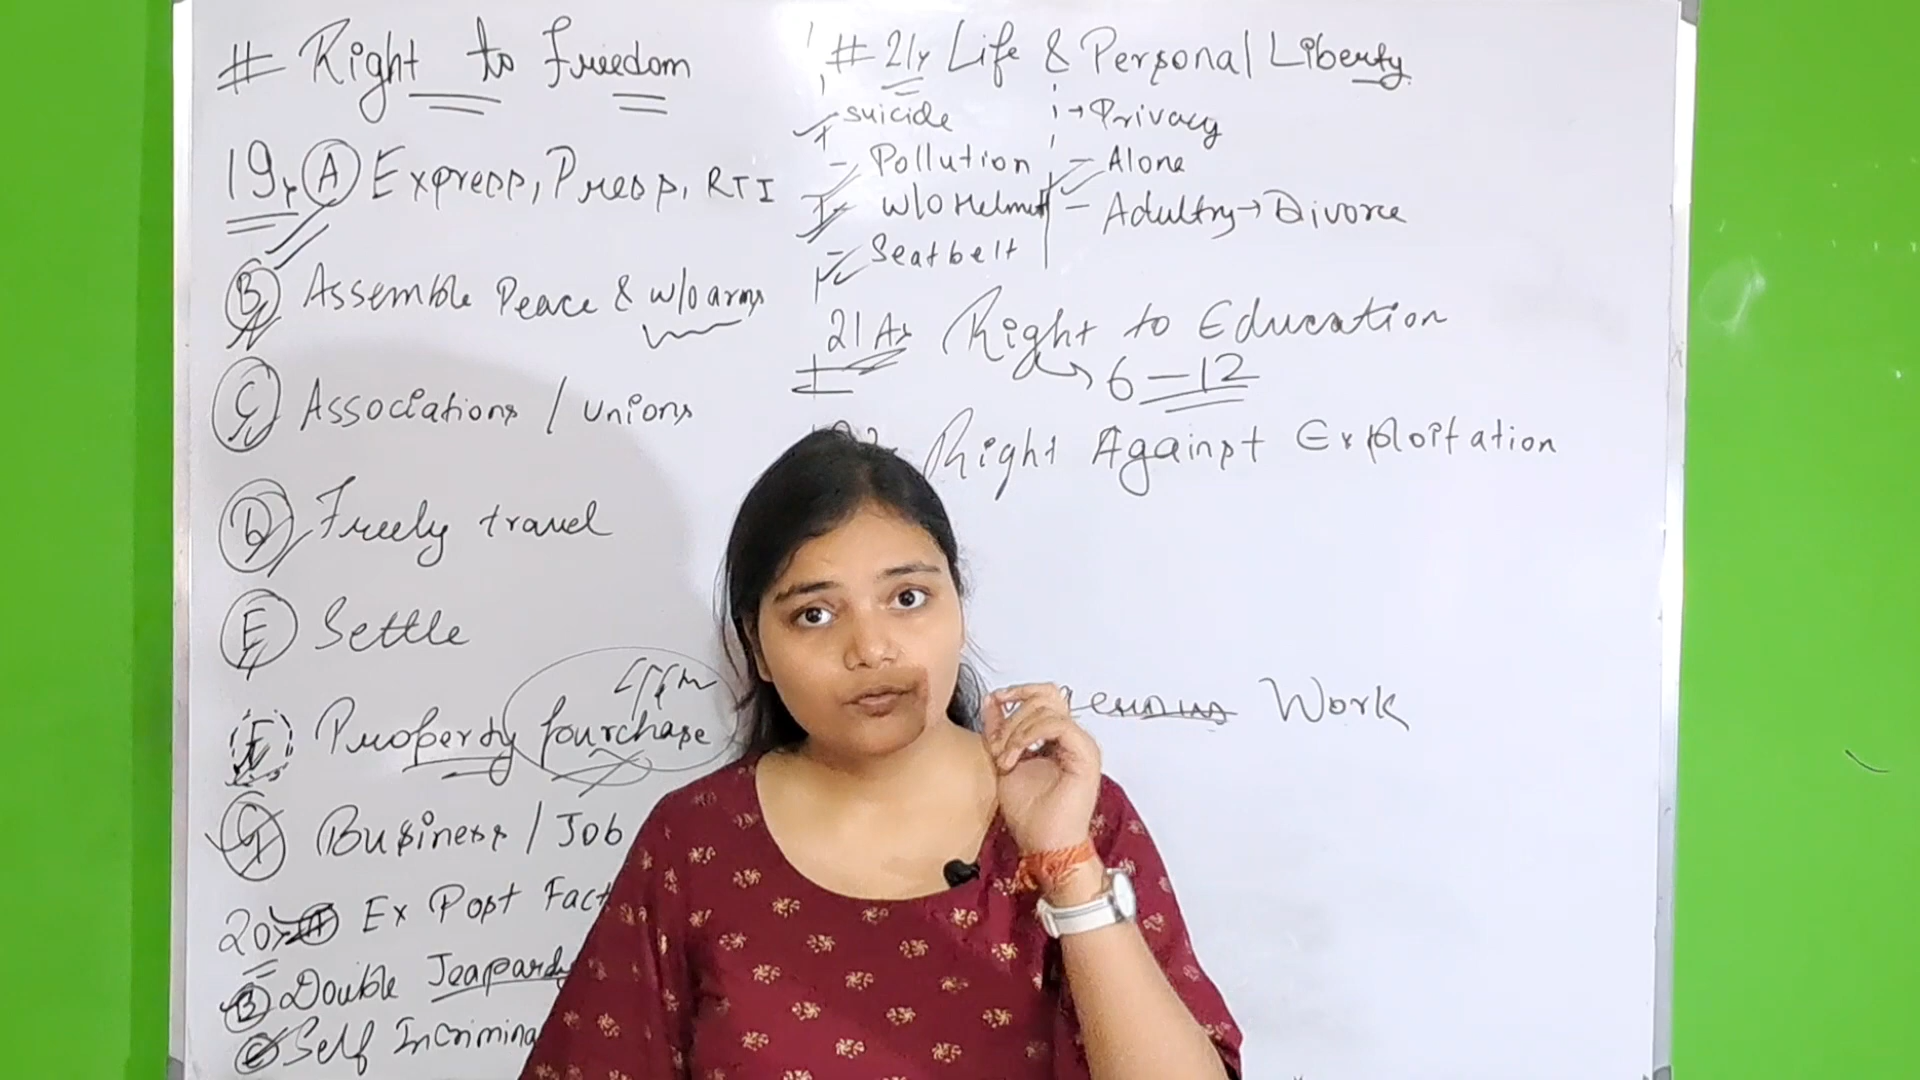 # Right to Freedom
19, (A) Express, Press, RTI
(B) Assemble Peace & w/o arms
(C) Associations / Unions
(D) Freely travel
(E) Settle
(F) Property Purchase
(G) Business / Job
20, (A) Ex Post Fact
(B) Double Jeapardy
(C) Self Incrimina
# 21, Life & Personal Liberty
suicide
→ Privacy
- Pollution
- Alone
w/o Helmet
- Adultry → Divorce
- Seatbelt
21A, Right to Education
→ 6-12
Right Against Exploitation
Work